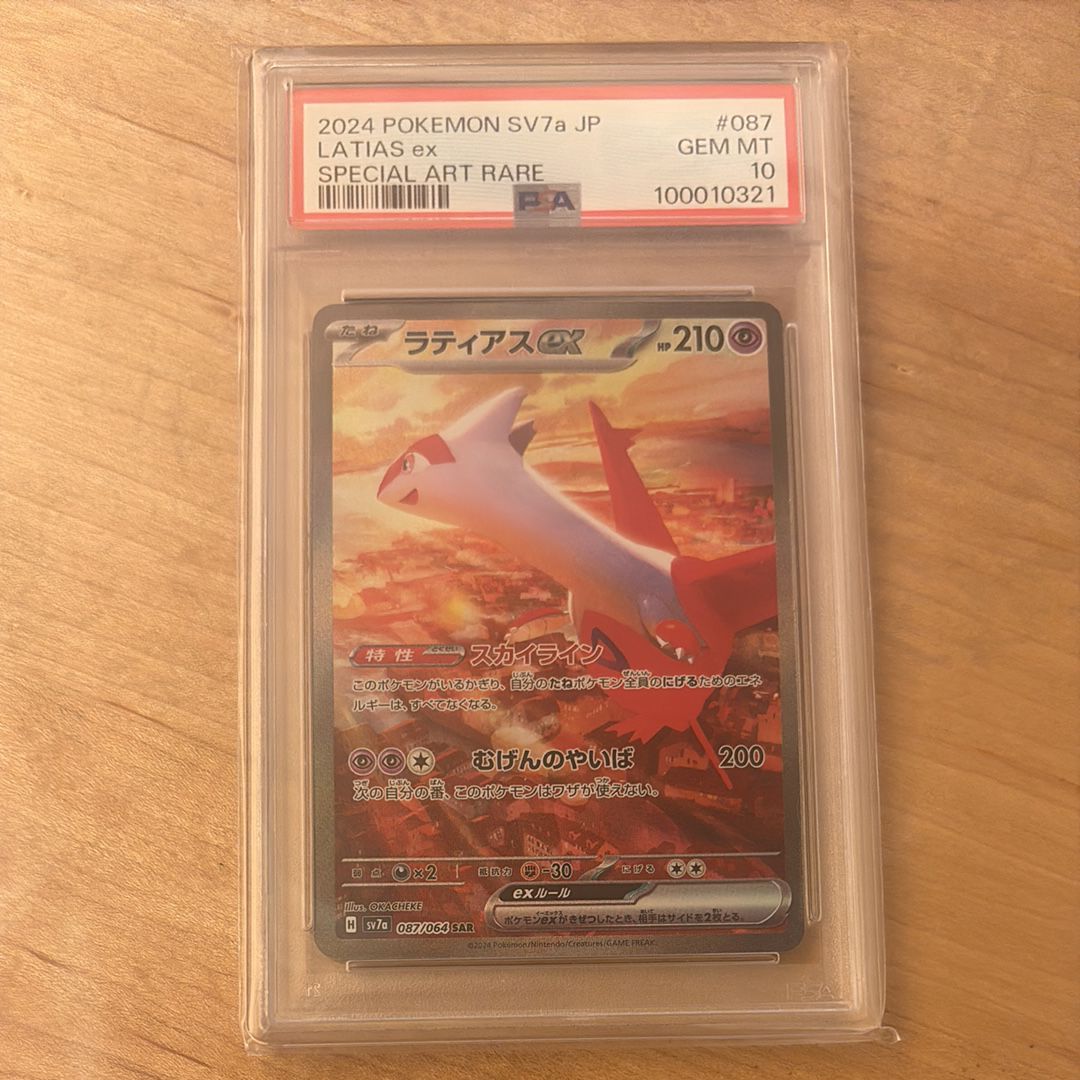 2024 POKEMON SV7a JP #087
LATIAS ex GEM MT
SPECIAL ART RARE 10
PSA 100010321
たね ラティアスex HP210
特性 とくせい スカイライン
このポケモンがいるかぎり、自分のたねポケモン全員のにげるためのエネ
ルギーは、すべてなくなる。
むげんのやいば 200
次の自分の番、このポケモンはワザが使えない。
弱点 ×2 抵抗力 -30 にげる
exルール
ポケモンexがきぜつしたとき、相手はサイドを2枚とる。
Illus. OKACHEKE
H sv7a 087/064 SAR
©2024 Pokémon/Nintendo/Creatures/GAME FREAK.
PSA